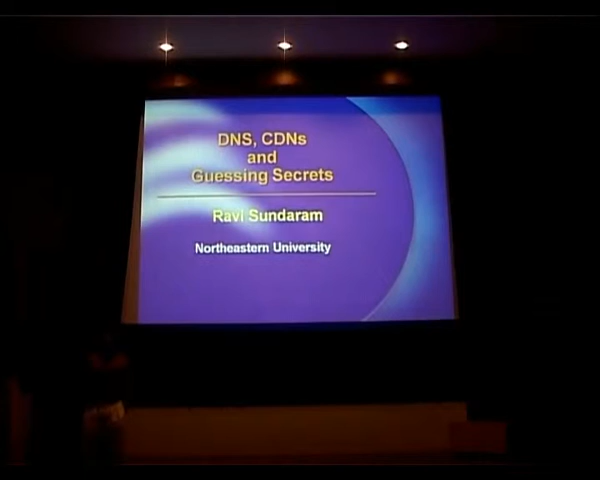 DNS, CDNs
and
Guessing Secrets
Ravi Sundaram
Northeastern University